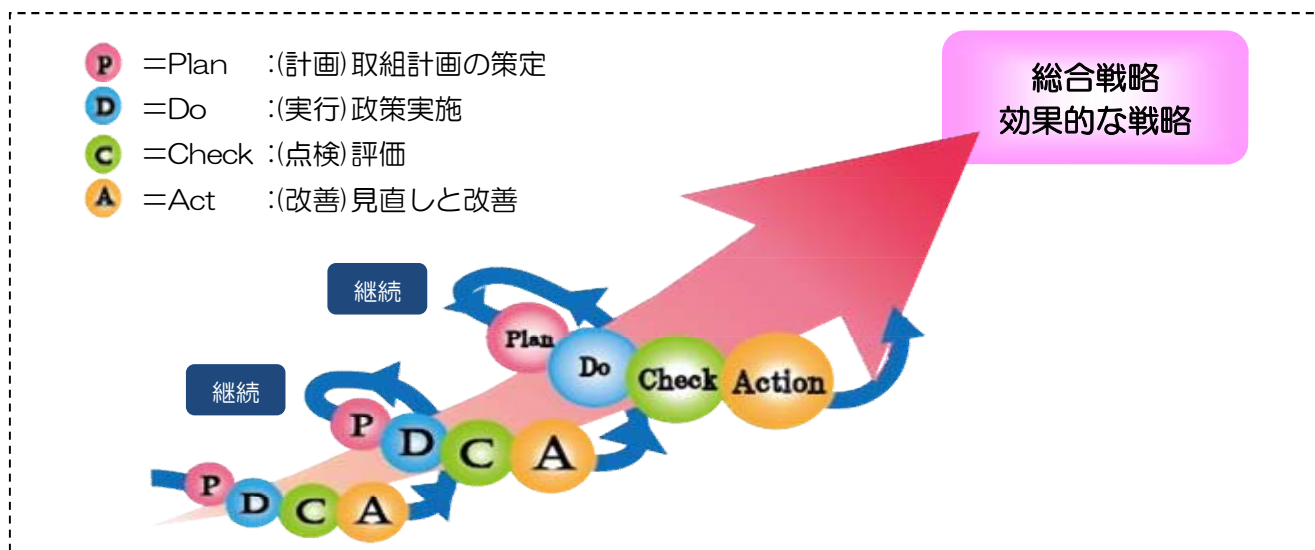 P =Plan :(計画)取組計画の策定
D =Do :(実行)政策実施
C =Check :(点検)評価
A =Act :(改善)見直しと改善
総合戦略
効果的な戦略
継続
Plan
Do
Check
Action
継続
P
D
C
A
P
D
C
A